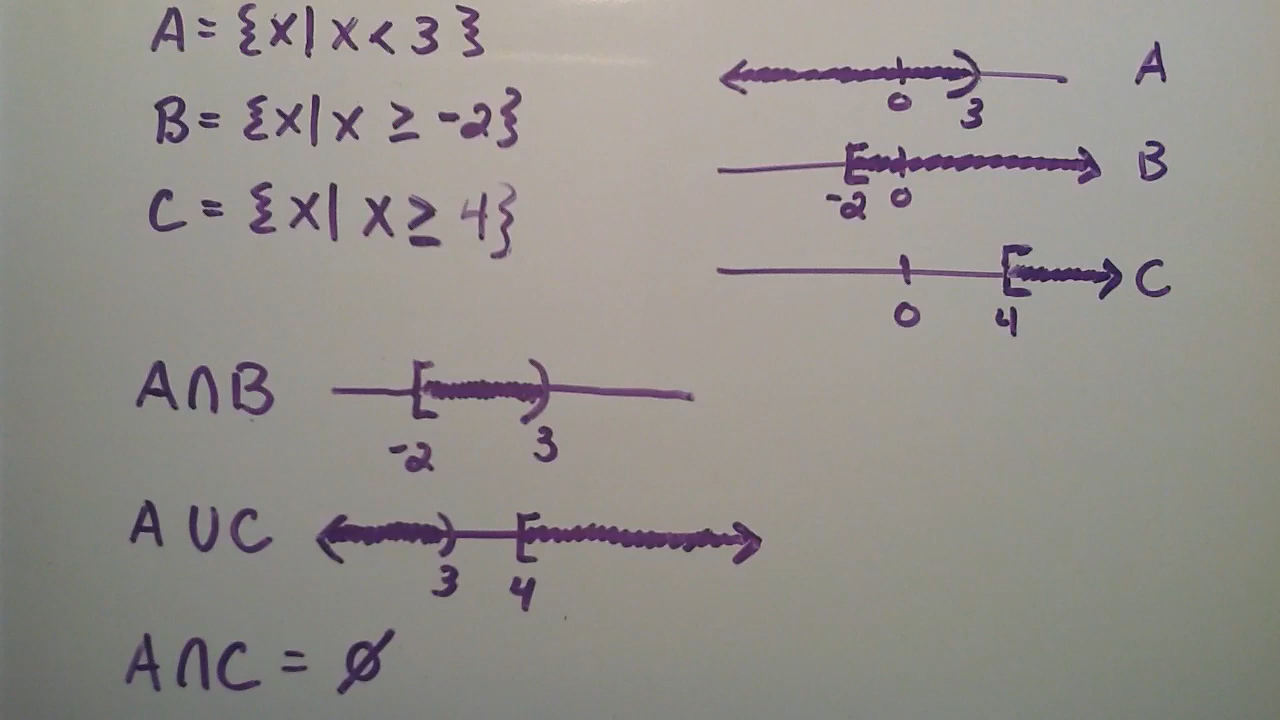 A = {x | x < 3}
B = {x | x ≥ -2}
C = {x | x ≥ 4}
0 3 A
-2 0 B
0 4 C
A∩B -2 3
A∪C 3 4
A∩C = ∅